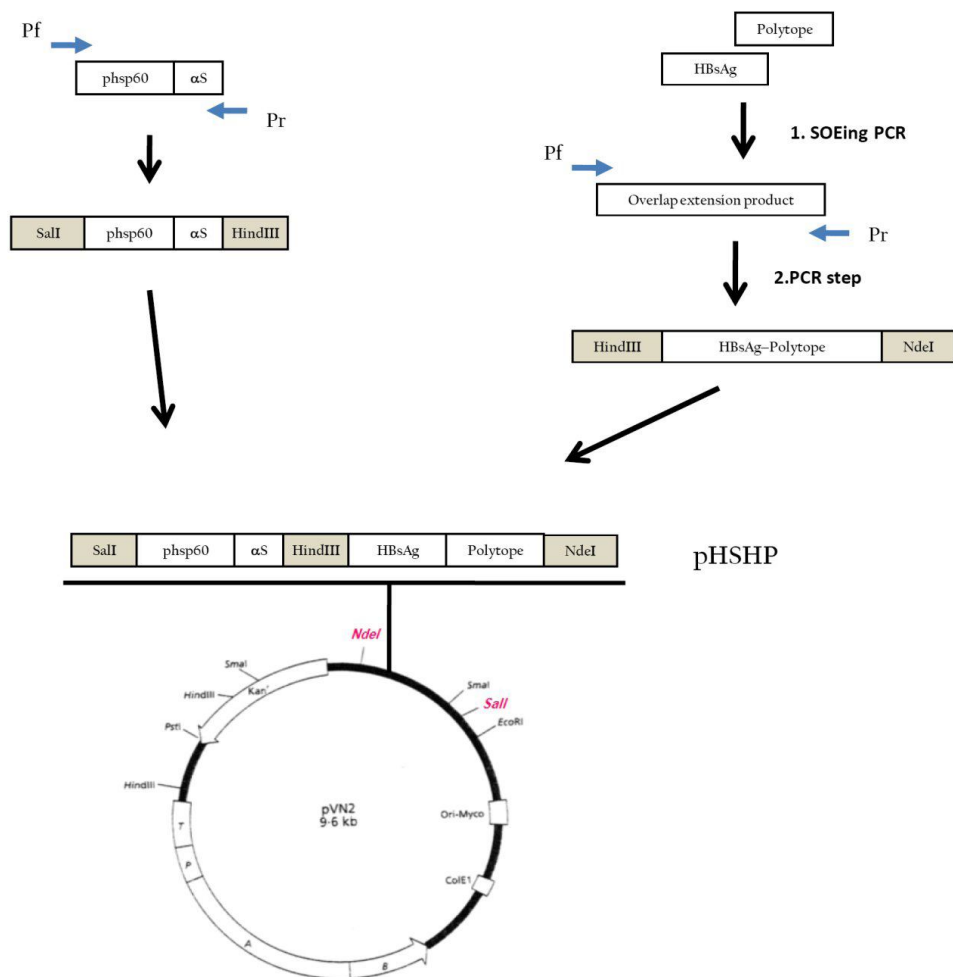 Pf
phsp60 αS
Pr
SalI phsp60 αS HindIII
Polytope
HBsAg
1. SOEing PCR
Pf
Overlap extension product
Pr
2.PCR step
HindIII HBsAg–Polytope NdeI
SalI phsp60 αS HindIII HBsAg Polytope NdeI
pHSHP
NdeI
SmaI
Kanr
HindIII
PstI
HindIII
SmaI
SalI
EcoRI
pVN2
9·6 kb
Ori-Myco
ColE1
T
P
A
B